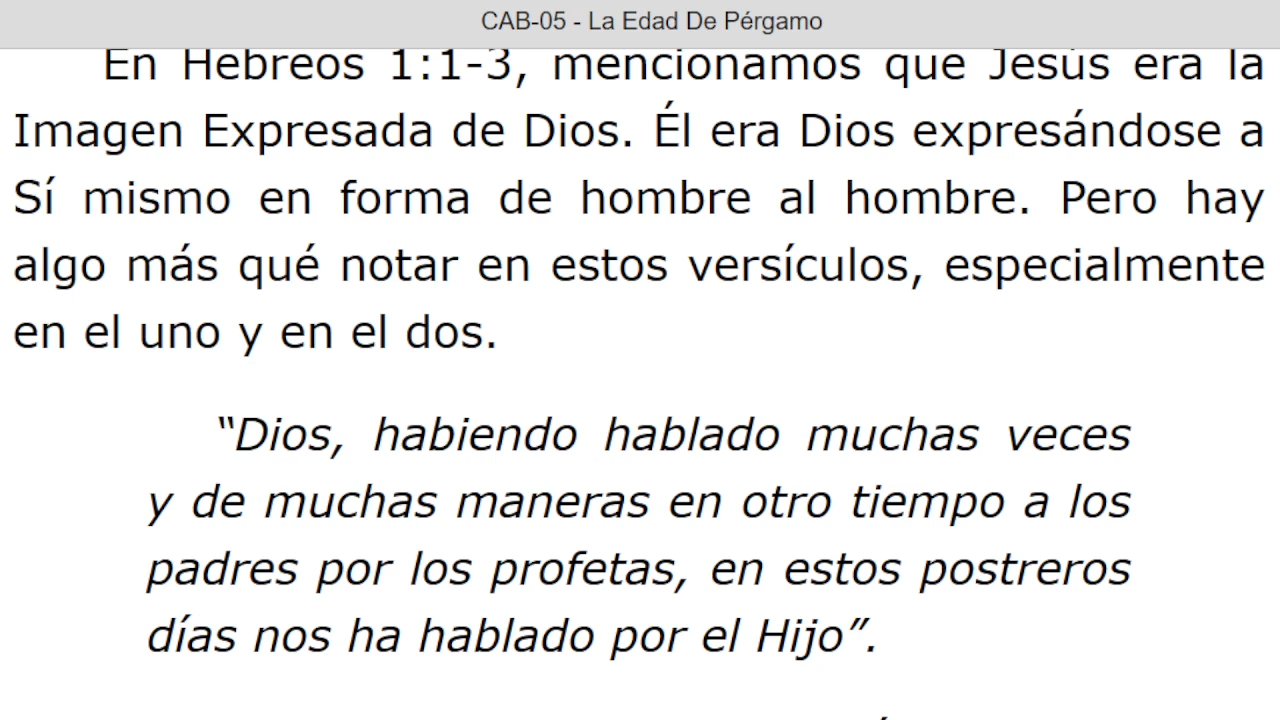 CAB-05 - La Edad De Pérgamo
En Hebreos 1:1-3, mencionamos que Jesús era la
Imagen Expresada de Dios. Él era Dios expresándose a
Sí mismo en forma de hombre al hombre. Pero hay
algo más qué notar en estos versículos, especialmente
en el uno y en el dos.
“Dios, habiendo hablado muchas veces
y de muchas maneras en otro tiempo a los
padres por los profetas, en estos postreros
días nos ha hablado por el Hijo”.